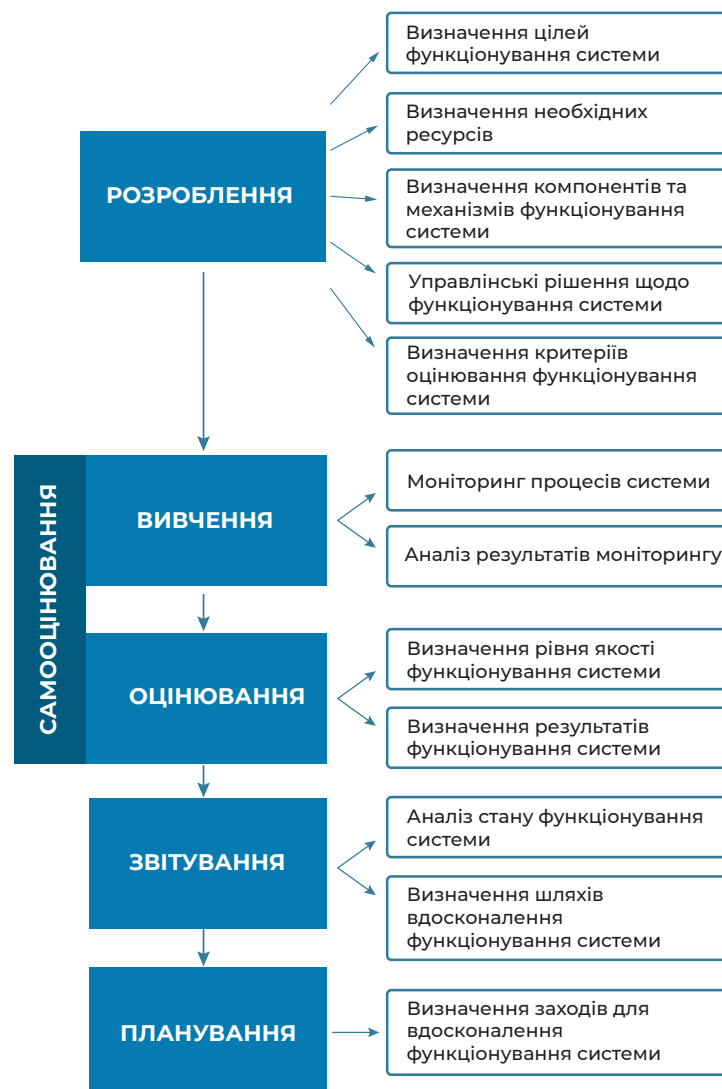 РОЗРОБЛЕННЯ
Визначення цілей
функціонування системи
Визначення необхідних
ресурсів
Визначення компонентів та
механізмів функціонування
системи
Управлінські рішення щодо
функціонування системи
Визначення критеріїв
оцінювання функціонування
системи
САМООЦІНЮВАННЯ
ВИВЧЕННЯ
Моніторинг процесів системи
Аналіз результатів моніторингу
ОЦІНЮВАННЯ
Визначення рівня якості
функціонування системи
Визначення результатів
функціонування системи
ЗВІТУВАННЯ
Аналіз стану функціонування
системи
Визначення шляхів
вдосконалення
функціонування системи
ПЛАНУВАННЯ
Визначення заходів для
вдосконалення
функціонування системи